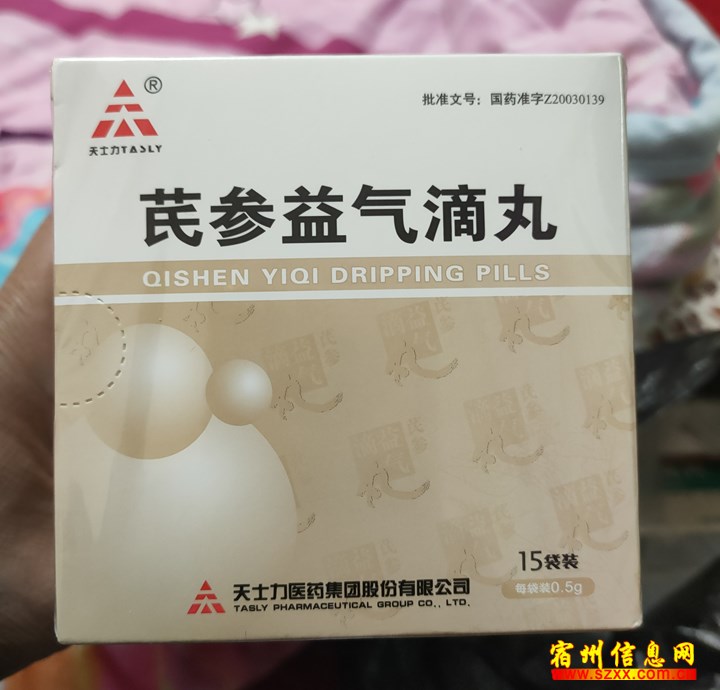 ®
天士力TASLY
批准文号：国药准字Z20030139
芪参益气滴丸
QISHEN YIQI DRIPPING PILLS
15袋装
每袋装0.5g
天士力医药集团股份有限公司
TASLY PHARMACEUTICAL GROUP CO., LTD.
宿州信息网
www.szxx.com.cn